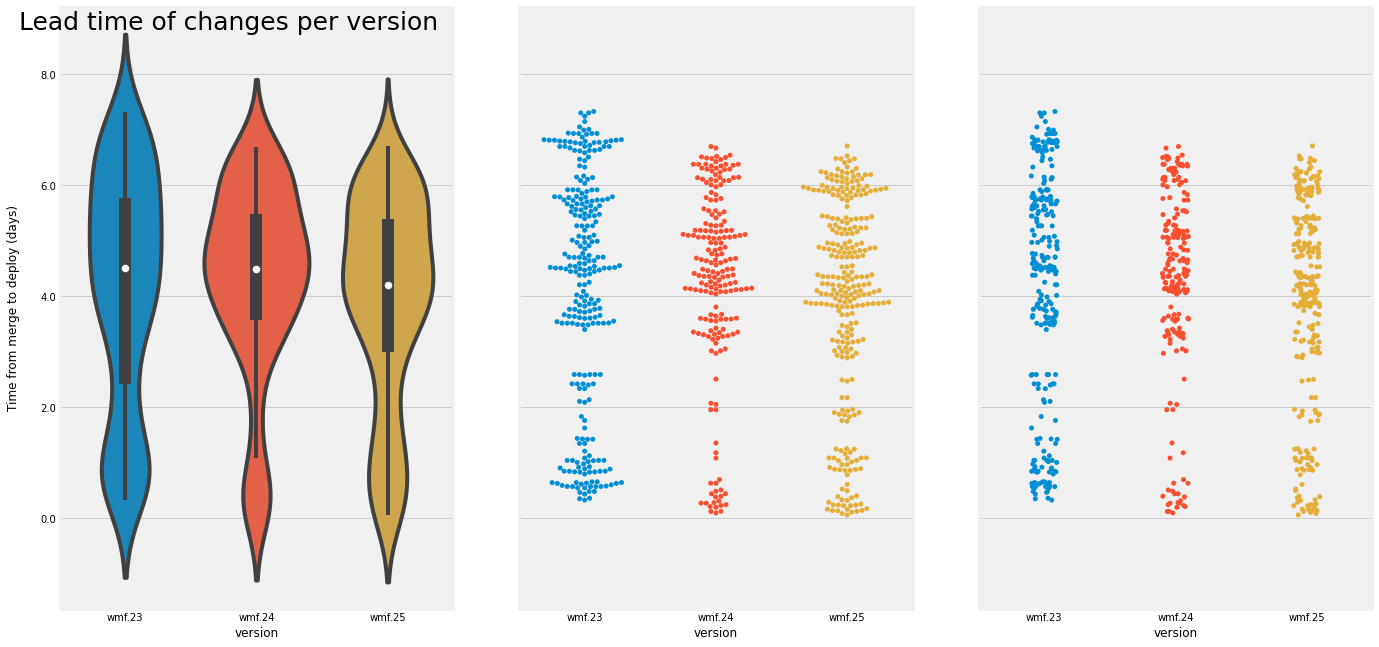 Lead time of changes per version
Time from merge to deploy (days)
8.0
6.0
4.0
2.0
0.0
wmf.23 wmf.24 wmf.25
version
wmf.23 wmf.24 wmf.25
version
wmf.23 wmf.24 wmf.25
version